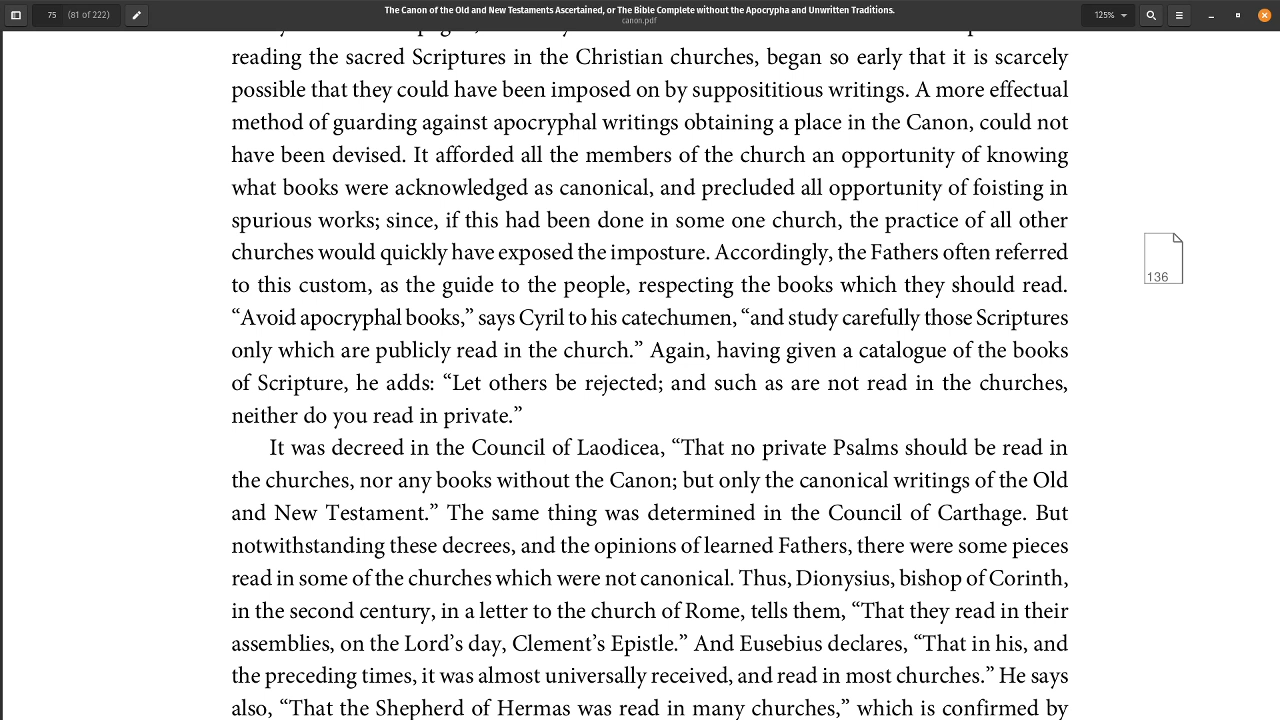 75
(81 of 222)
The Canon of the Old and New Testaments Ascertained, or The Bible Complete without the Apocrypha and Unwritten Traditions.
canon.pdf
125%
reading the sacred Scriptures in the Christian churches, began so early that it is scarcely
possible that they could have been imposed on by supposititious writings. A more effectual
method of guarding against apocryphal writings obtaining a place in the Canon, could not
have been devised. It afforded all the members of the church an opportunity of knowing
what books were acknowledged as canonical, and precluded all opportunity of foisting in
spurious works; since, if this had been done in some one church, the practice of all other
churches would quickly have exposed the imposture. Accordingly, the Fathers often referred
to this custom, as the guide to the people, respecting the books which they should read.
“Avoid apocryphal books,” says Cyril to his catechumen, “and study carefully those Scriptures
only which are publicly read in the church.” Again, having given a catalogue of the books
of Scripture, he adds: “Let others be rejected; and such as are not read in the churches,
neither do you read in private.”
It was decreed in the Council of Laodicea, “That no private Psalms should be read in
the churches, nor any books without the Canon; but only the canonical writings of the Old
and New Testament.” The same thing was determined in the Council of Carthage. But
notwithstanding these decrees, and the opinions of learned Fathers, there were some pieces
read in some of the churches which were not canonical. Thus, Dionysius, bishop of Corinth,
in the second century, in a letter to the church of Rome, tells them, “That they read in their
assemblies, on the Lord’s day, Clement’s Epistle.” And Eusebius declares, “That in his, and
the preceding times, it was almost universally received, and read in most churches.” He says
also, “That the Shepherd of Hermas was read in many churches,” which is confirmed by
136